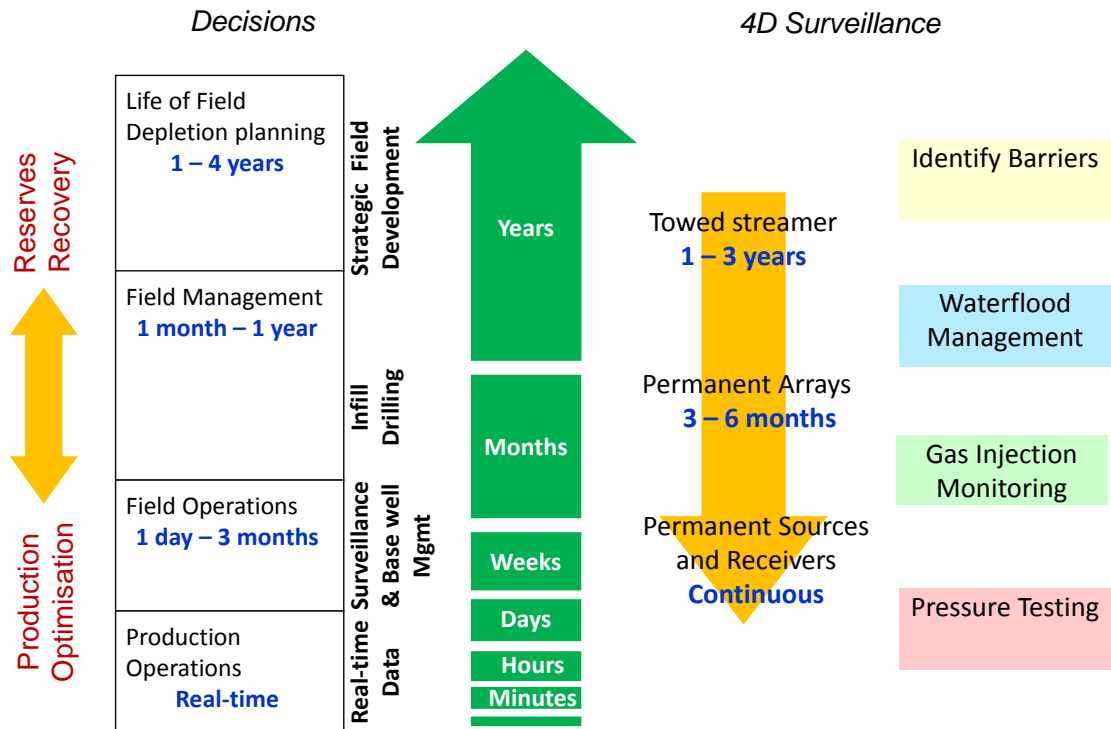 Decisions
4D Surveillance
Reserves
Recovery
Production
Optimisation
Life of Field
Depletion planning
1 – 4 years
Field Management
1 month – 1 year
Field Operations
1 day – 3 months
Production
Operations
Real-time
Strategic Field
Development
Infill
Drilling
Surveillance
& Base well
Mgmt
Real-time
Data
Years
Months
Weeks
Days
Hours
Minutes
Towed streamer
1 – 3 years
Permanent Arrays
3 – 6 months
Permanent Sources
and Receivers
Continuous
Identify Barriers
Waterflood
Management
Gas Injection
Monitoring
Pressure Testing